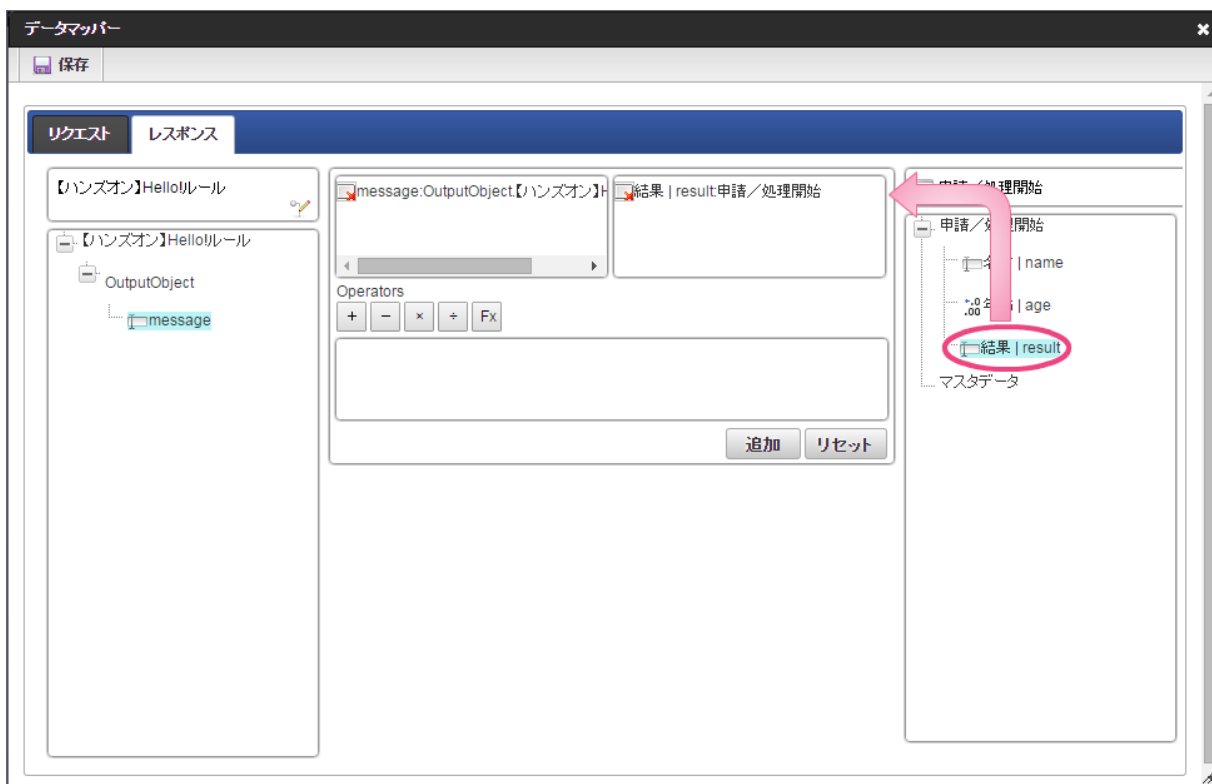 データマッパー
保存
リクエスト レスポンス
【ハンズオン】Hello!ルール
【ハンズオン】Hello!ルール
OutputObject
message
message:OutputObject.【ハンズオン】H
結果 | result:申請／処理開始
Operators
+ − × ÷ Fx
追加 リセット
処理開始
申請／処理開始
| name
| age
結果 | result
マスタデータ